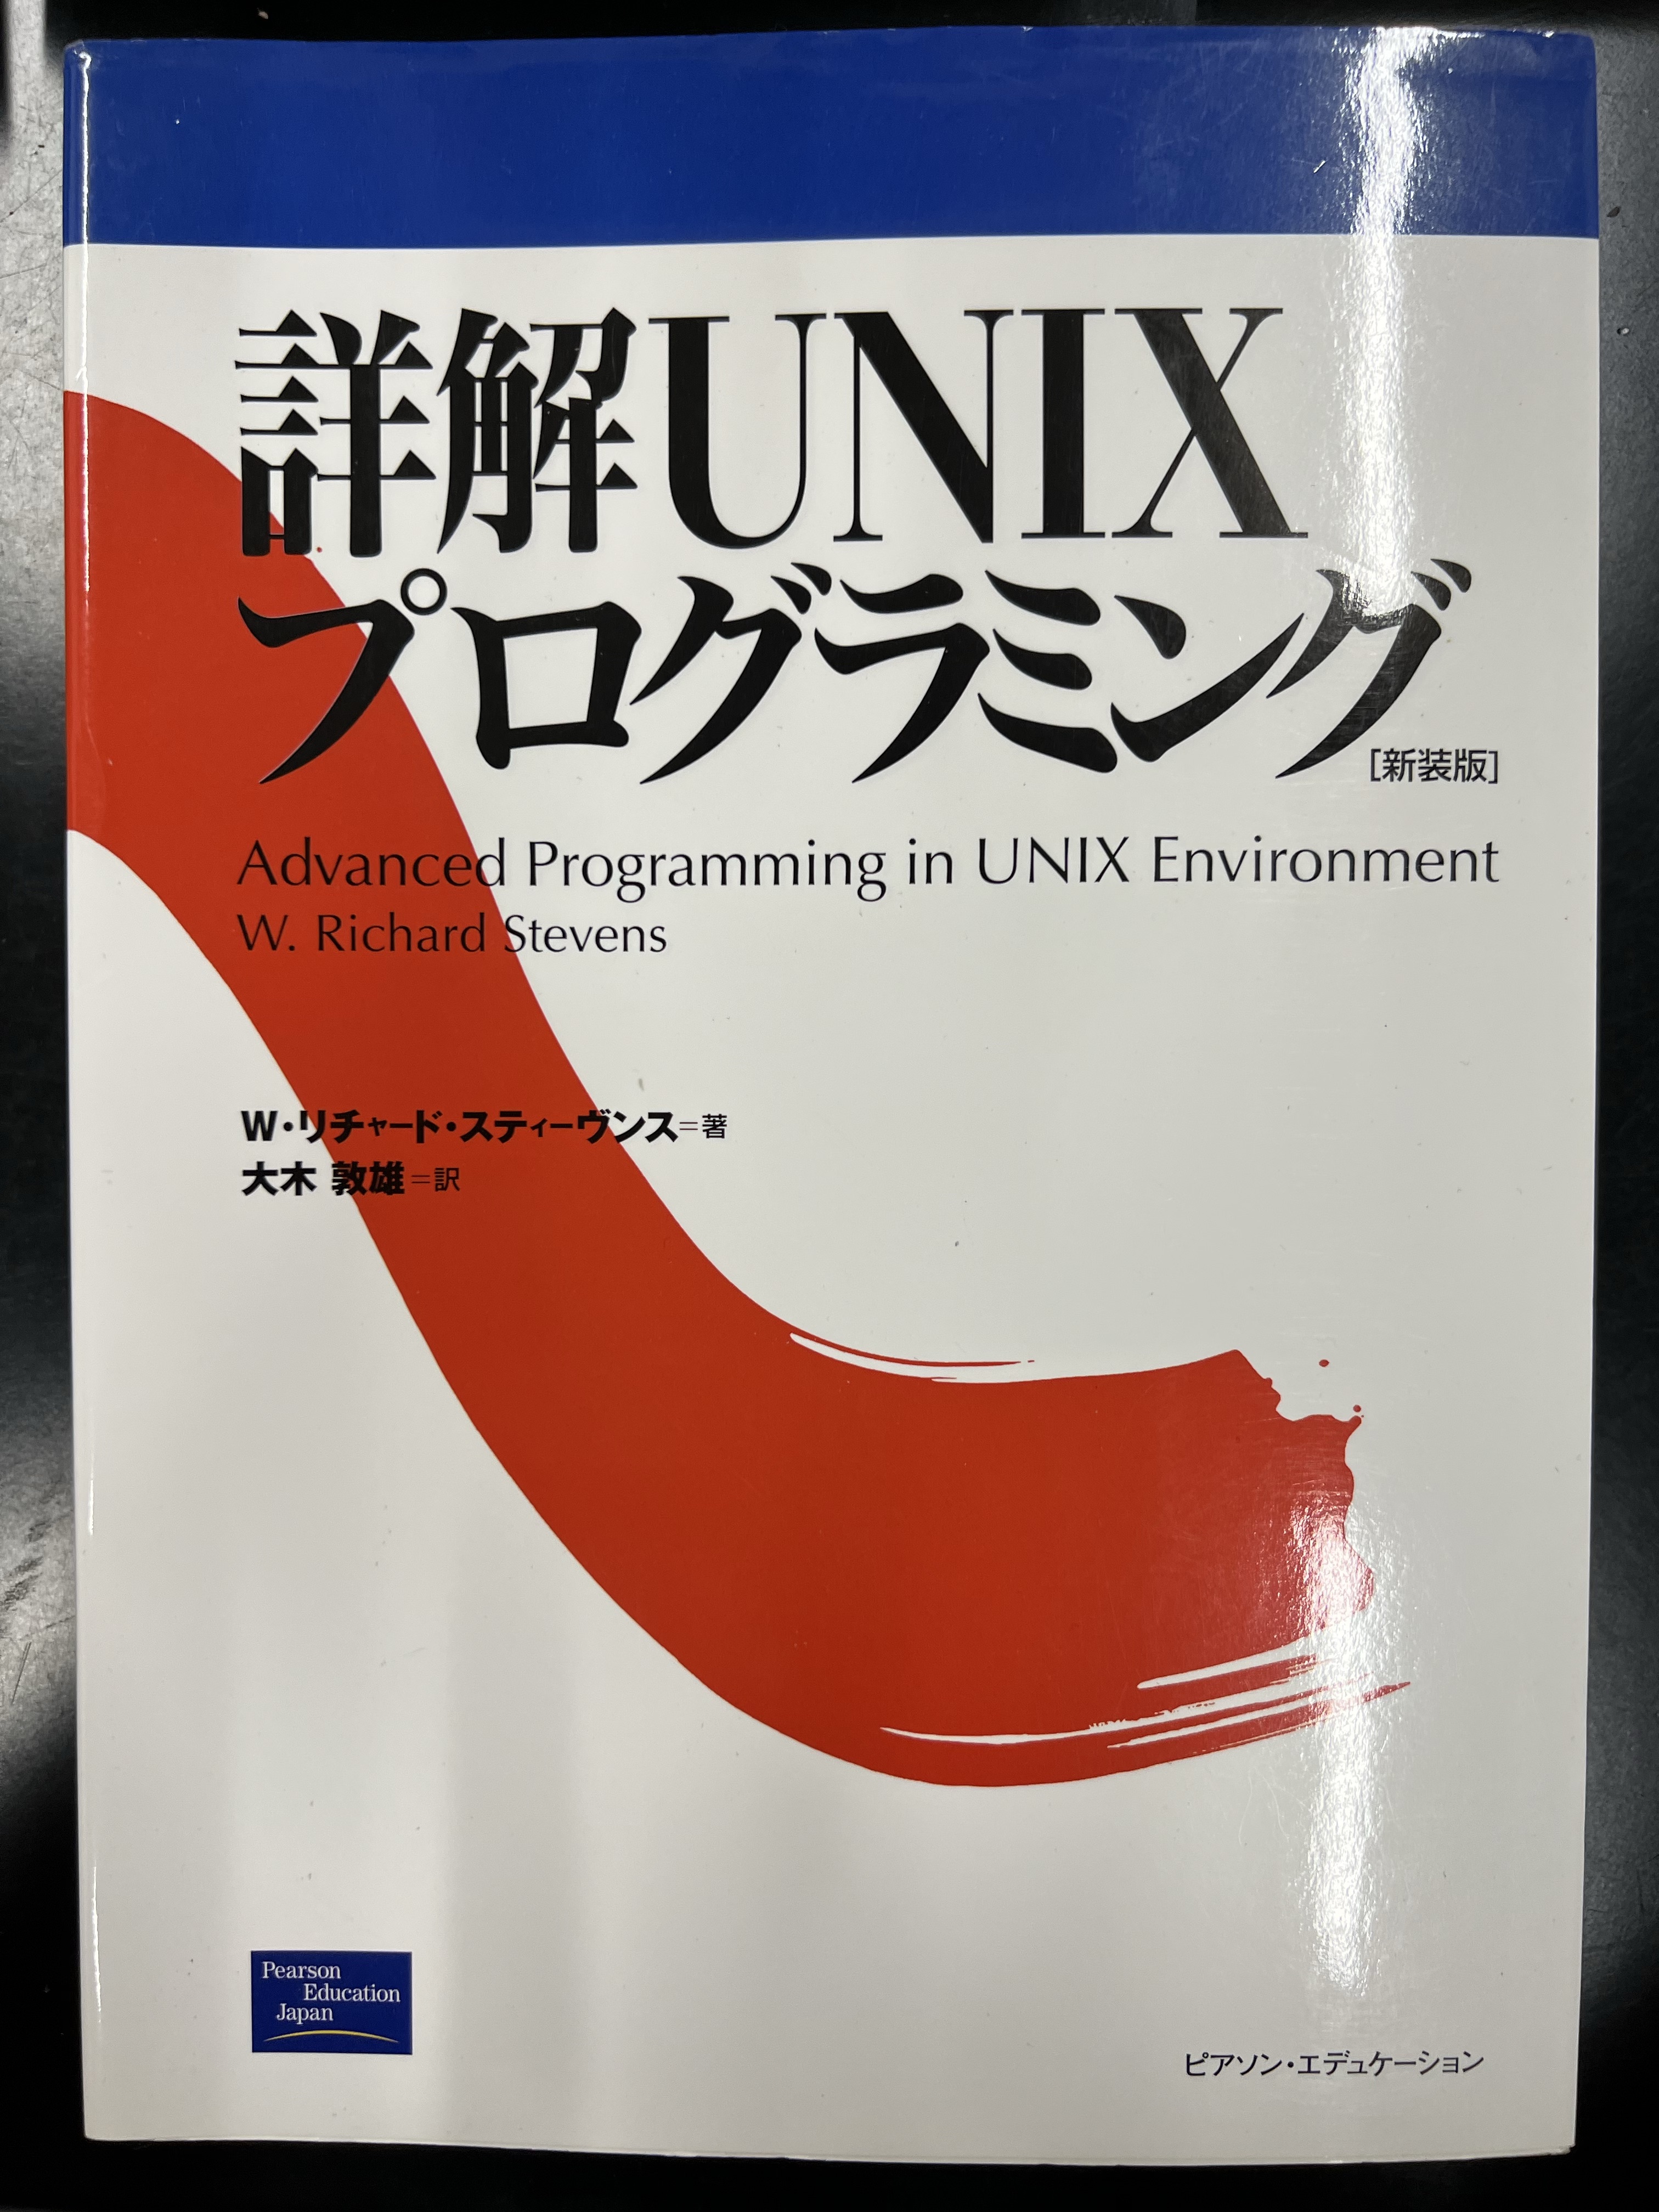 詳解UNIX
プログラミング
[新装版]
Advanced Programming in UNIX Environment
W. Richard Stevens
W・リチャード・スティーヴンス=著
大木 敦雄=訳
Pearson
Education
Japan
ピアソン・エデュケーション